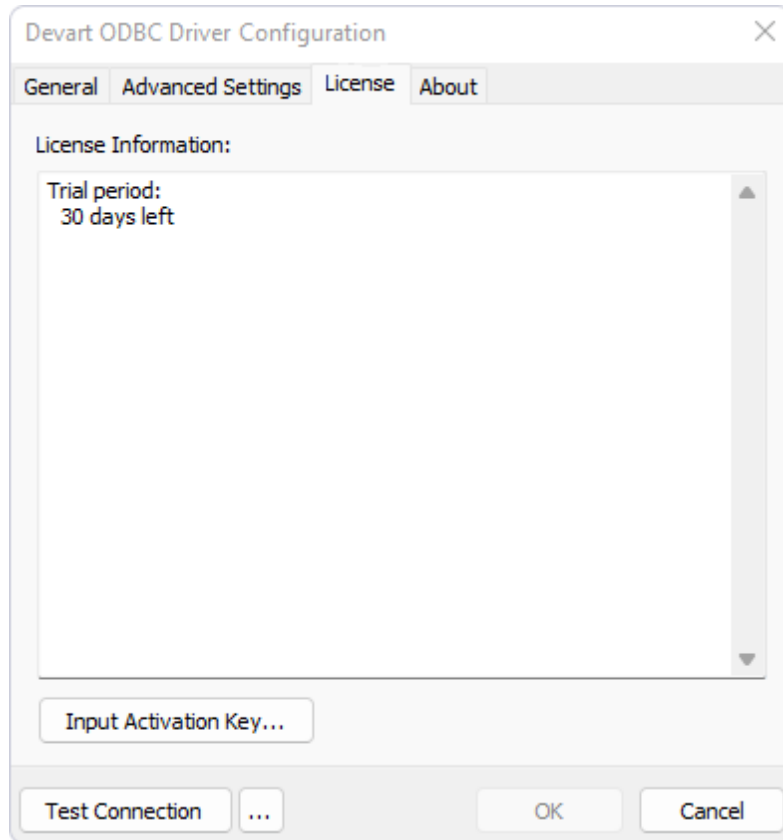 Devart ODBC Driver Configuration
General Advanced Settings License About
License Information:
Trial period:
30 days left
Input Activation Key...
Test Connection ... OK Cancel